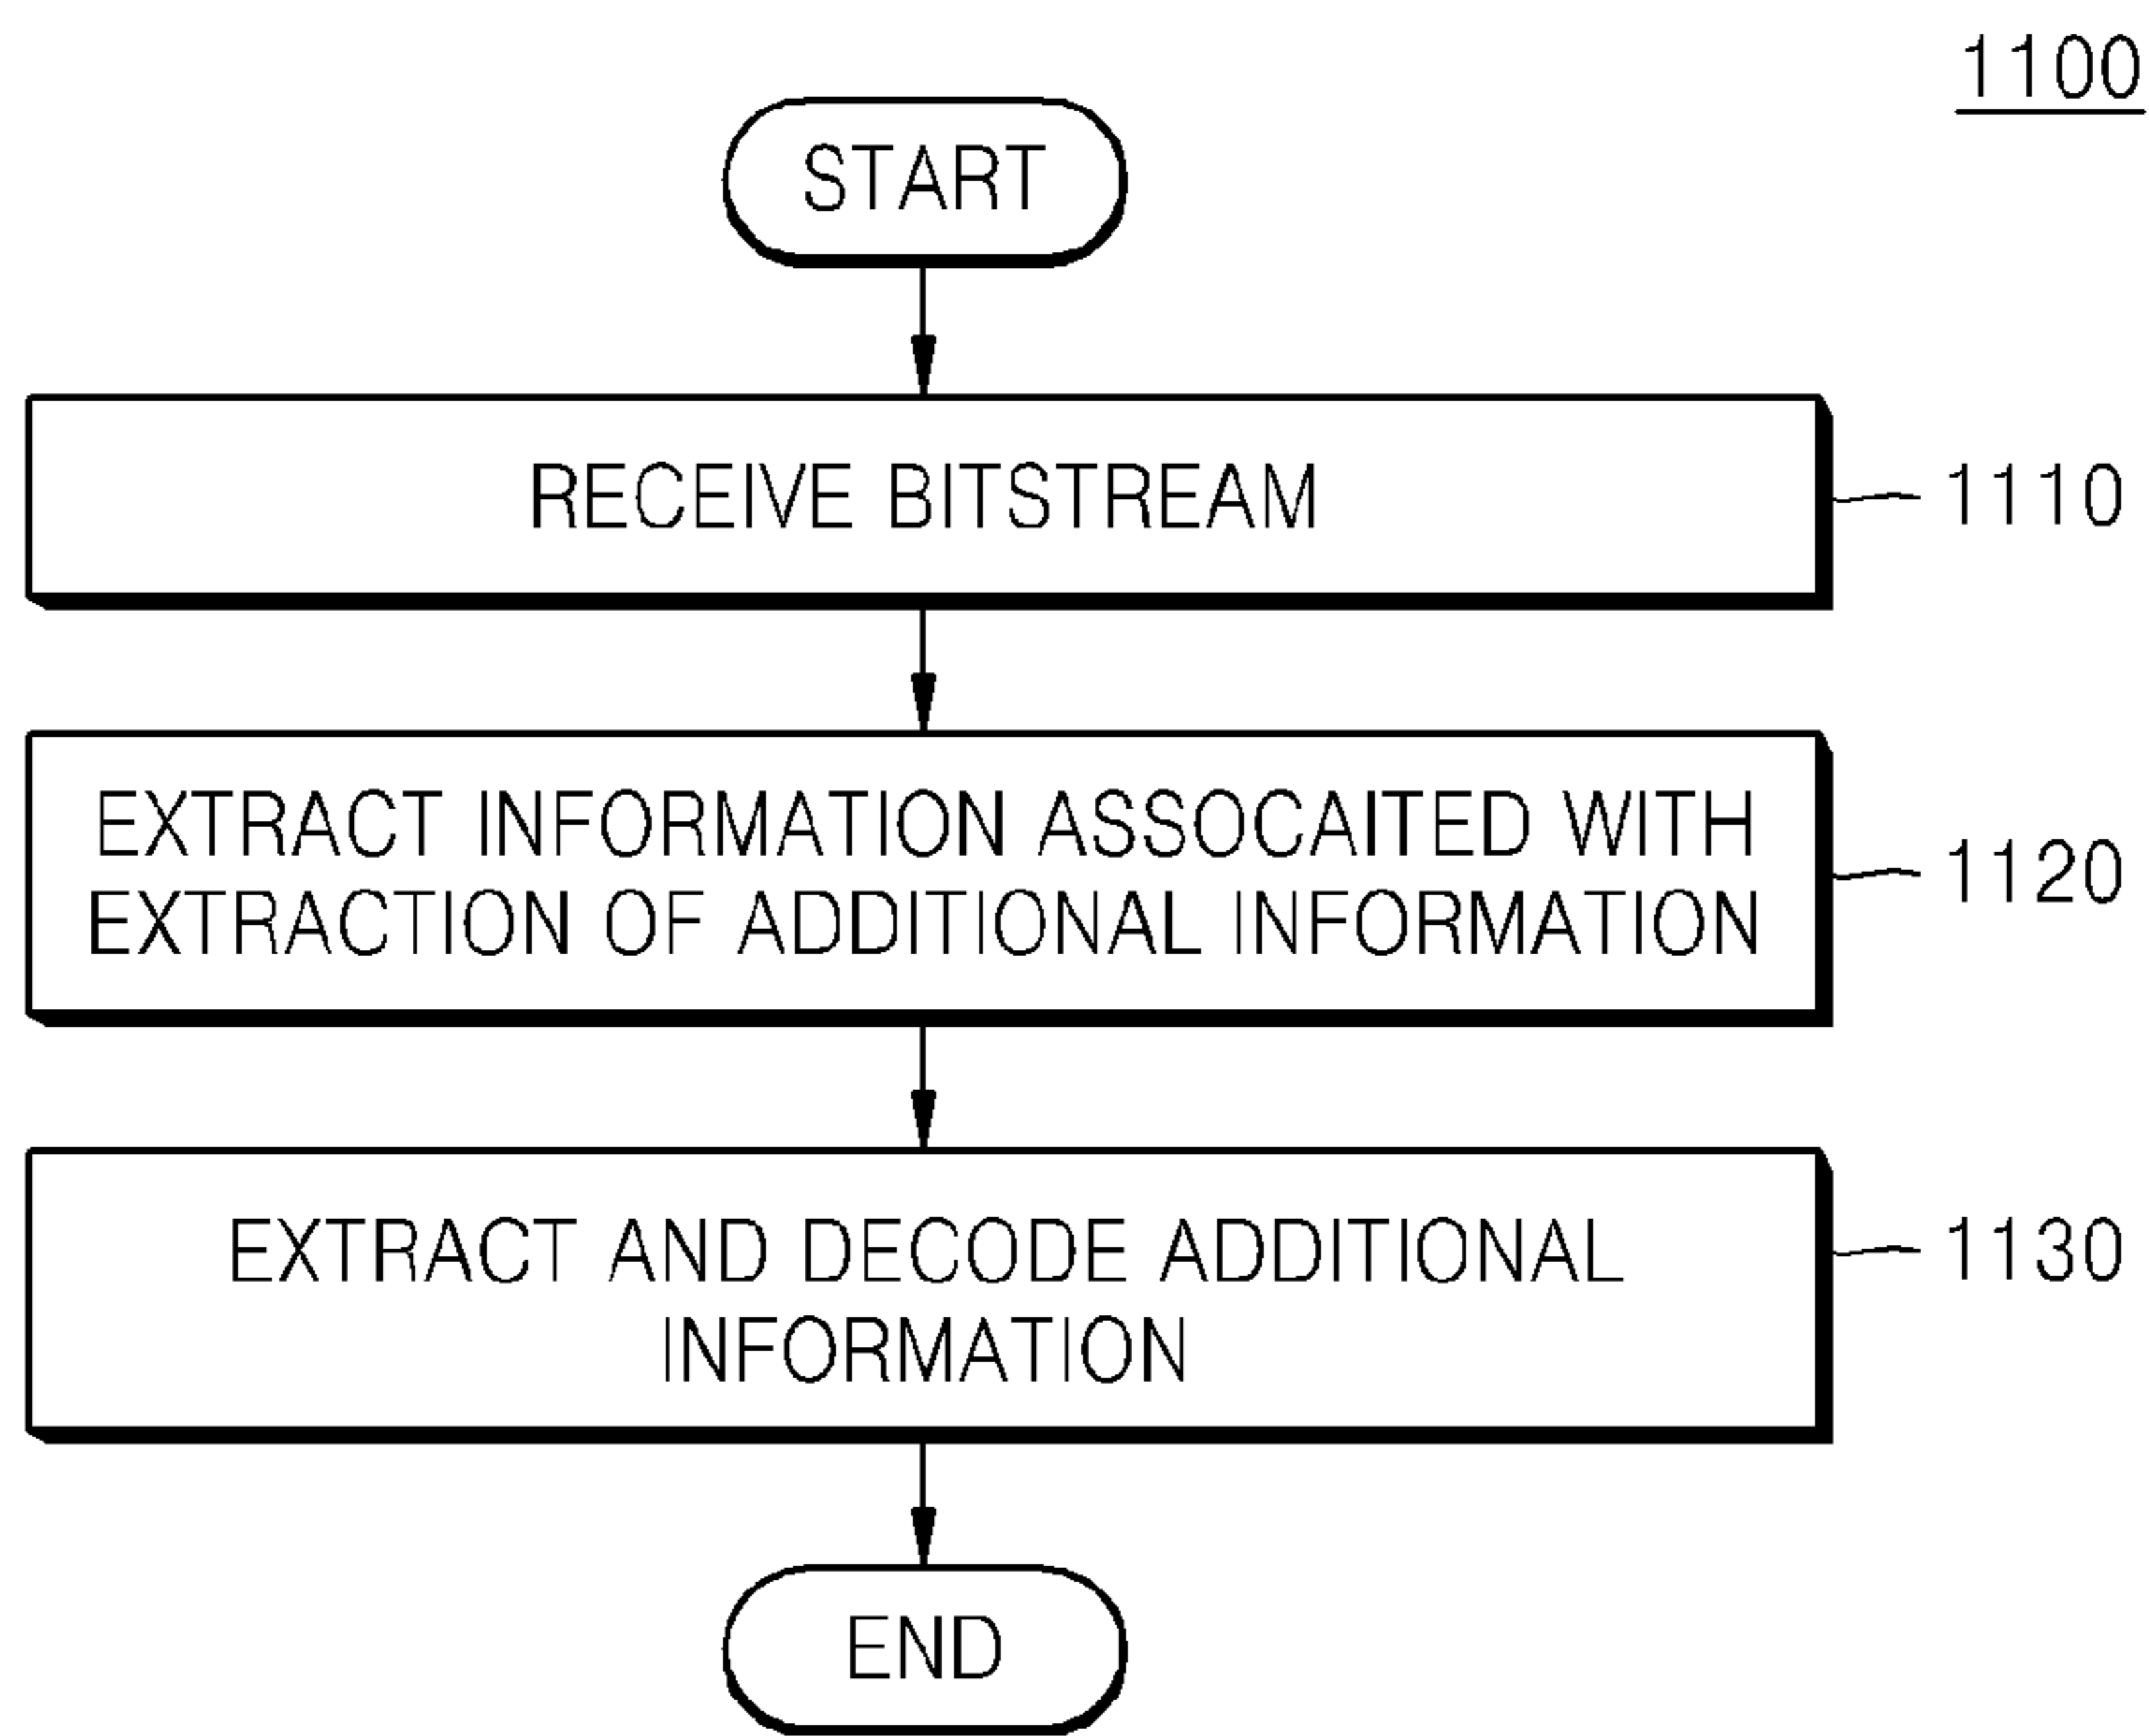 1100
START
RECEIVE BITSTREAM
1110
EXTRACT INFORMATION ASSOCAITED WITH
EXTRACTION OF ADDITIONAL INFORMATION
1120
EXTRACT AND DECODE ADDITIONAL
INFORMATION
1130
END